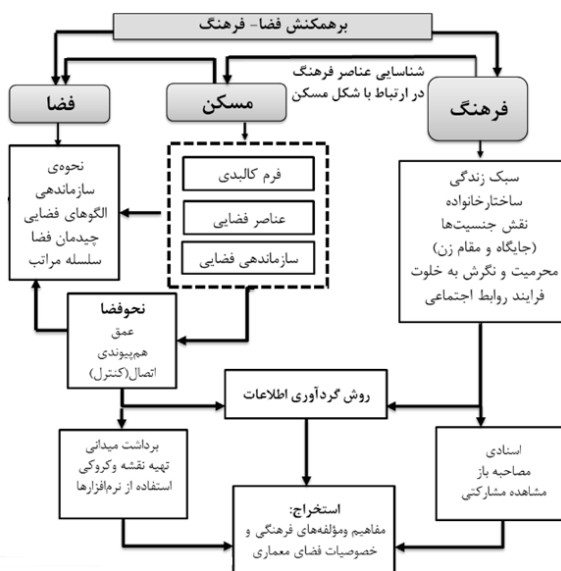 برهمکنش فضا- فرهنگ
شناسایی عناصر فرهنگ
در ارتباط با شکل مسکن
فرهنگ
مسکن
فضا
سبک زندگی
ساختارخانواده
نقش جنسیت‌ها
(جایگاه و مقام زن)
محرمیت و نگرش به خلوت
فرایند روابط اجتماعی
فرم کالبدی
عناصر فضایی
سازماندهی فضایی
نحوه‌ی
سازماندهی
الگوهای فضایی
چیدمان فضا
سلسله مراتب
نحوفضا
عمق
هم‌پیوندی
اتصال(کنترل)
روش گردآوری اطلاعات
اسنادی
مصاحبه باز
مشاهده مشارکتی
برداشت میدانی
تهیه نقشه وکروکی
استفاده از نرم‌افزارها
استخراج:
مفاهیم ومؤلفه‌های فرهنگی و
خصوصیات فضای معماری